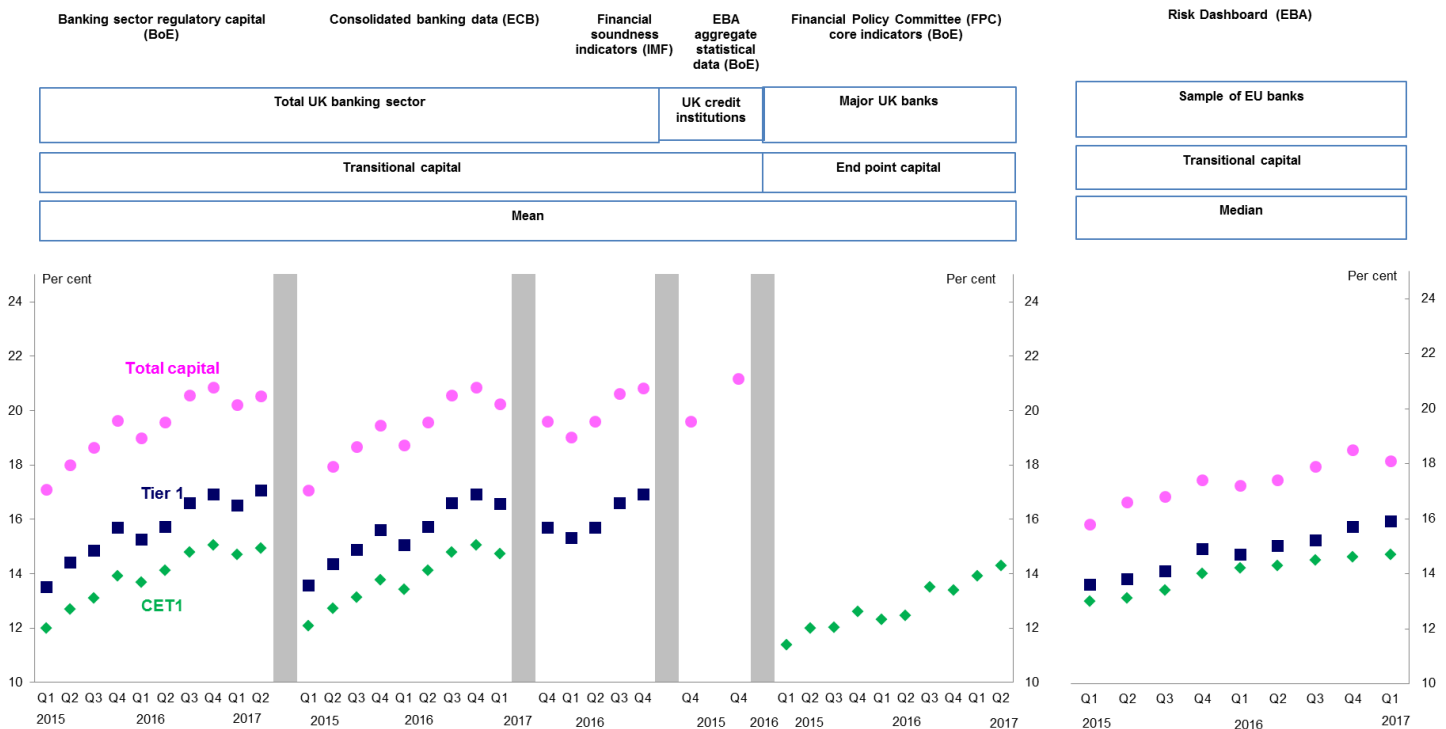 Banking sector regulatory capital
(BoE)
Consolidated banking data (ECB)
Financial
soundness
indicators (IMF)
EBA
aggregate
statistical
data (BoE)
Financial Policy Committee (FPC)
core indicators (BoE)
Risk Dashboard (EBA)
Total UK banking sector
UK credit
institutions
Major UK banks
Sample of EU banks
Transitional capital
End point capital
Transitional capital
Mean
Median
Per cent
Per cent
Per cent
24
22
20
18
16
14
12
10
Total capital
Tier 1
CET1
24
22
20
18
16
14
12
10
24
22
20
18
16
14
12
10
Q1 Q2 Q3 Q4 Q1 Q2 Q3 Q4 Q1 Q2
2015 2016 2017
Q1 Q2 Q3 Q4 Q1 Q2 Q3 Q4 Q1
2015 2016 2017
Q4 Q1 Q2 Q3 Q4
2015 2016
Q4 Q4
2015 2016
Q1 Q2 Q3 Q4 Q1 Q2 Q3 Q4 Q1 Q2
2015 2016 2017
Q1 Q2 Q3 Q4 Q1 Q2 Q3 Q4 Q1
2015 2016 2017